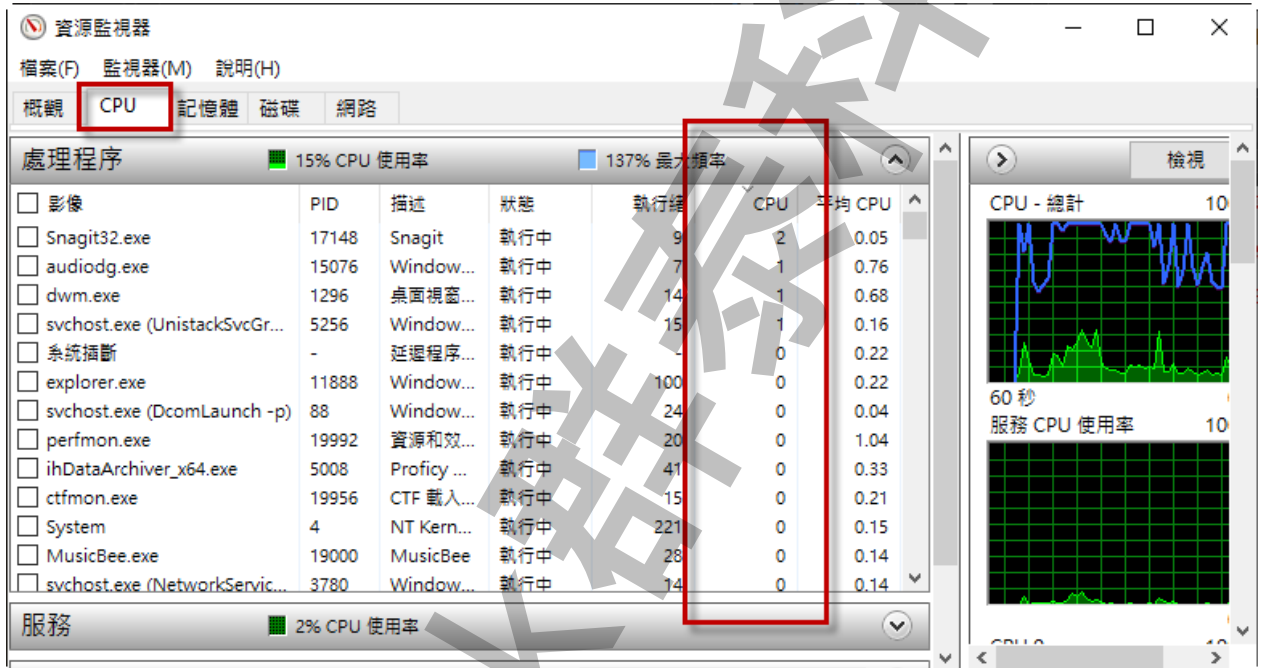 資源監視器
檔案(F) 監視器(M) 說明(H)
概觀 CPU 記憶體 磁碟 網路
處理程序 15% CPU 使用率 137% 最大頻率
影像 PID 描述 狀態 執行緒 CPU 平均 CPU
Snagit32.exe 17148 Snagit 執行中 9 2 0.05
audiodg.exe 15076 Window... 執行中 7 1 0.76
dwm.exe 1296 桌面視窗... 執行中 14 1 0.68
svchost.exe (UnistackSvcGr... 5256 Window... 執行中 15 1 0.16
系統插斷 - 延遲程序... 執行中 - 0 0.22
explorer.exe 11888 Window... 執行中 100 0 0.22
svchost.exe (DcomLaunch -p) 88 Window... 執行中 24 0 0.04
perfmon.exe 19992 資源和效... 執行中 20 0 1.04
ihDataArchiver_x64.exe 5008 Proficy ... 執行中 41 0 0.33
ctfmon.exe 19956 CTF 載入... 執行中 15 0 0.21
System 4 NT Kern... 執行中 221 0 0.15
MusicBee.exe 19000 MusicBee 執行中 28 0 0.14
svchost.exe (NetworkServic... 3780 Window... 執行中 14 0 0.14
服務 2% CPU 使用率
檢視
CPU - 總計 10
60 秒
服務 CPU 使用率 10
群泰科